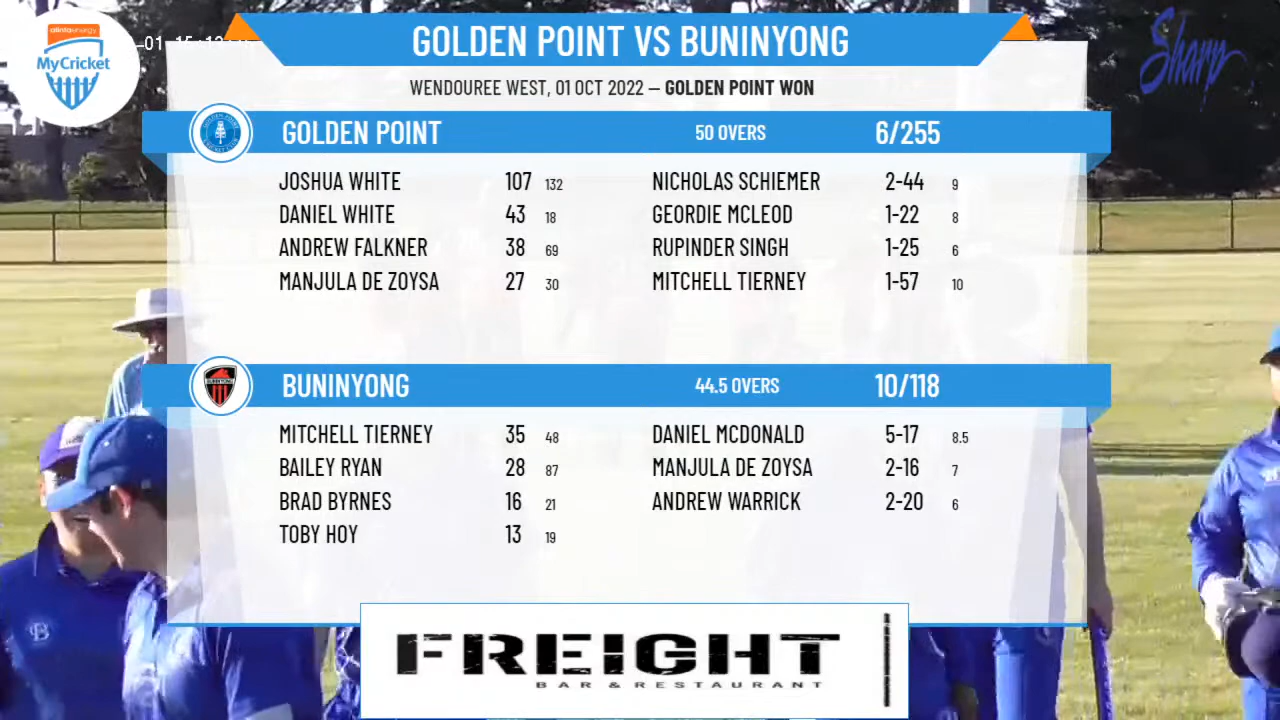 alintaenergy
MyCricket
Sharp
GOLDEN POINT VS BUNINYONG
WENDOUREE WEST, 01 OCT 2022 – GOLDEN POINT WON
GOLDEN POINT 50 OVERS 6/255
JOSHUA WHITE 107 132 NICHOLAS SCHIEMER 2-44 9
DANIEL WHITE 43 18 GEORDIE MCLEOD 1-22 8
ANDREW FALKNER 38 69 RUPINDER SINGH 1-25 6
MANJULA DE ZOYSA 27 30 MITCHELL TIERNEY 1-57 10
BUNINYONG 44.5 OVERS 10/118
MITCHELL TIERNEY 35 48 DANIEL MCDONALD 5-17 8.5
BAILEY RYAN 28 87 MANJULA DE ZOYSA 2-16 7
BRAD BYRNES 16 21 ANDREW WARRICK 2-20 6
TOBY HOY 13 19
FREIGHT
BAR & RESTAURANT